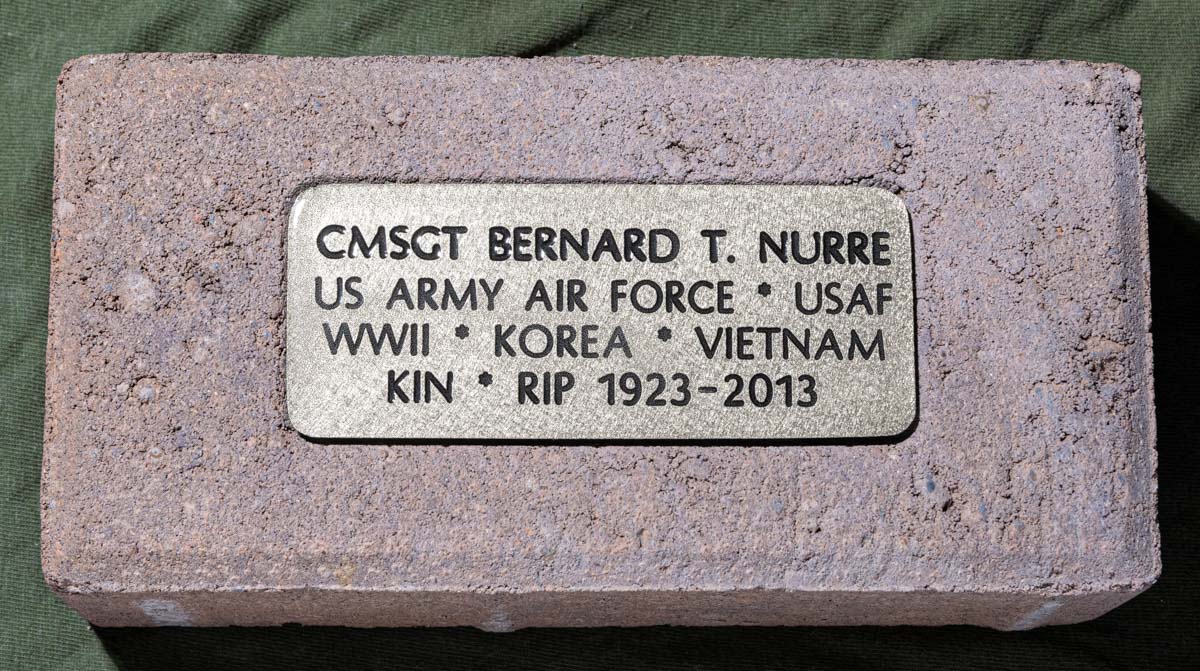 CMSGT BERNARD T. NURRE
US ARMY AIR FORCE * USAF
WWII * KOREA * VIETNAM
KIN * RIP 1923-2013